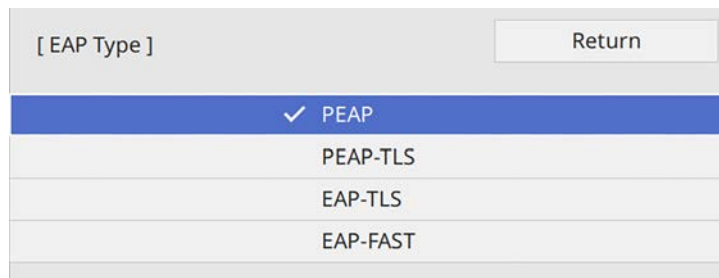 [ EAP Type ]
Return
PEAP
PEAP-TLS
EAP-TLS
EAP-FAST